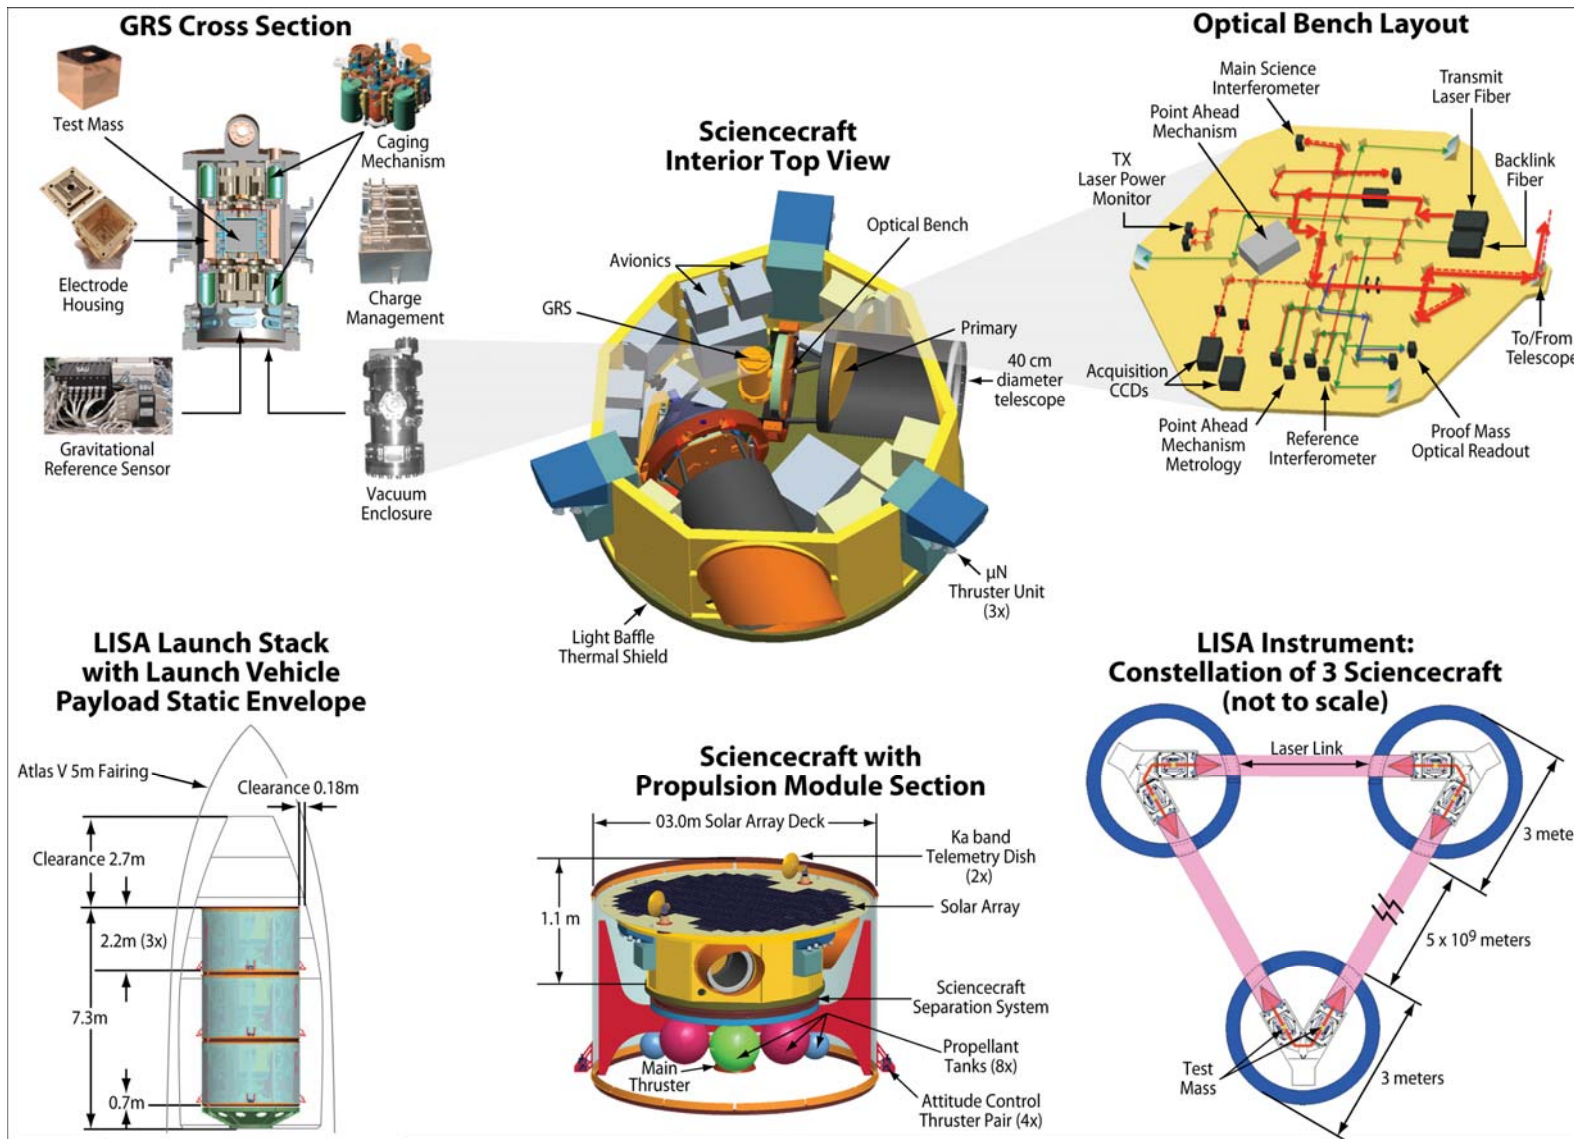 GRS Cross Section
Test Mass
Caging
Mechanism
Electrode
Housing
Charge
Management
Gravitational
Reference Sensor
Vacuum
Enclosure
Sciencecraft
Interior Top View
Optical Bench
Avionics
GRS
Primary
40 cm
diameter
telescope
µN
Thruster Unit
(3x)
Light Baffle
Thermal Shield
Optical Bench Layout
Main Science
Interferometer
Transmit
Laser Fiber
Point Ahead
Mechanism
TX
Laser Power
Monitor
Backlink
Fiber
To/From
Telescope
Acquisition
CCDs
Point Ahead
Mechanism
Metrology
Reference
Interferometer
Proof Mass
Optical Readout
LISA Launch Stack
with Launch Vehicle
Payload Static Envelope
Atlas V 5m Fairing
Clearance 0.18m
Clearance 2.7m
2.2m (3x)
7.3m
0.7m
Sciencecraft with
Propulsion Module Section
03.0m Solar Array Deck
Ka band
Telemetry Dish
(2x)
1.1 m
Solar Array
Sciencecraft
Separation System
Propellant
Tanks (8x)
Main
Thruster
Attitude Control
Thruster Pair (4x)
LISA Instrument:
Constellation of 3 Sciencecraft
(not to scale)
Laser Link
3 mete
5 x 10⁹ meters
Test
Mass
3 meters